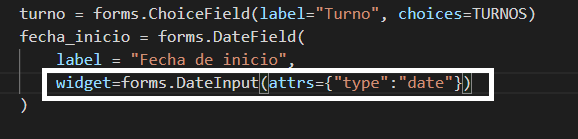 turno = forms.ChoiceField(label="Turno", choices=TURNOS)
fecha_inicio = forms.DateField(
label = "Fecha de inicio",
widget=forms.DateInput(attrs={"type":"date"})
)